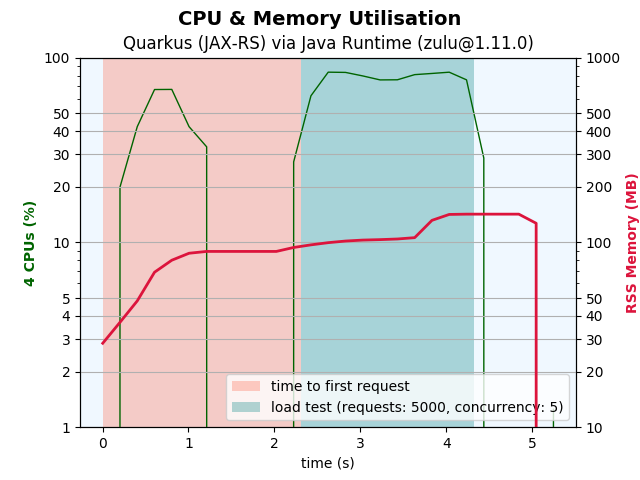 CPU & Memory Utilisation
Quarkus (JAX-RS) via Java Runtime (zulu@1.11.0)
100
50
40
30
20
10
5
4
3
2
1
4 CPUs (%)
1000
500
400
300
200
100
50
40
30
20
10
RSS Memory (MB)
time to first request
load test (requests: 5000, concurrency: 5)
0 1 2 3 4 5
time (s)